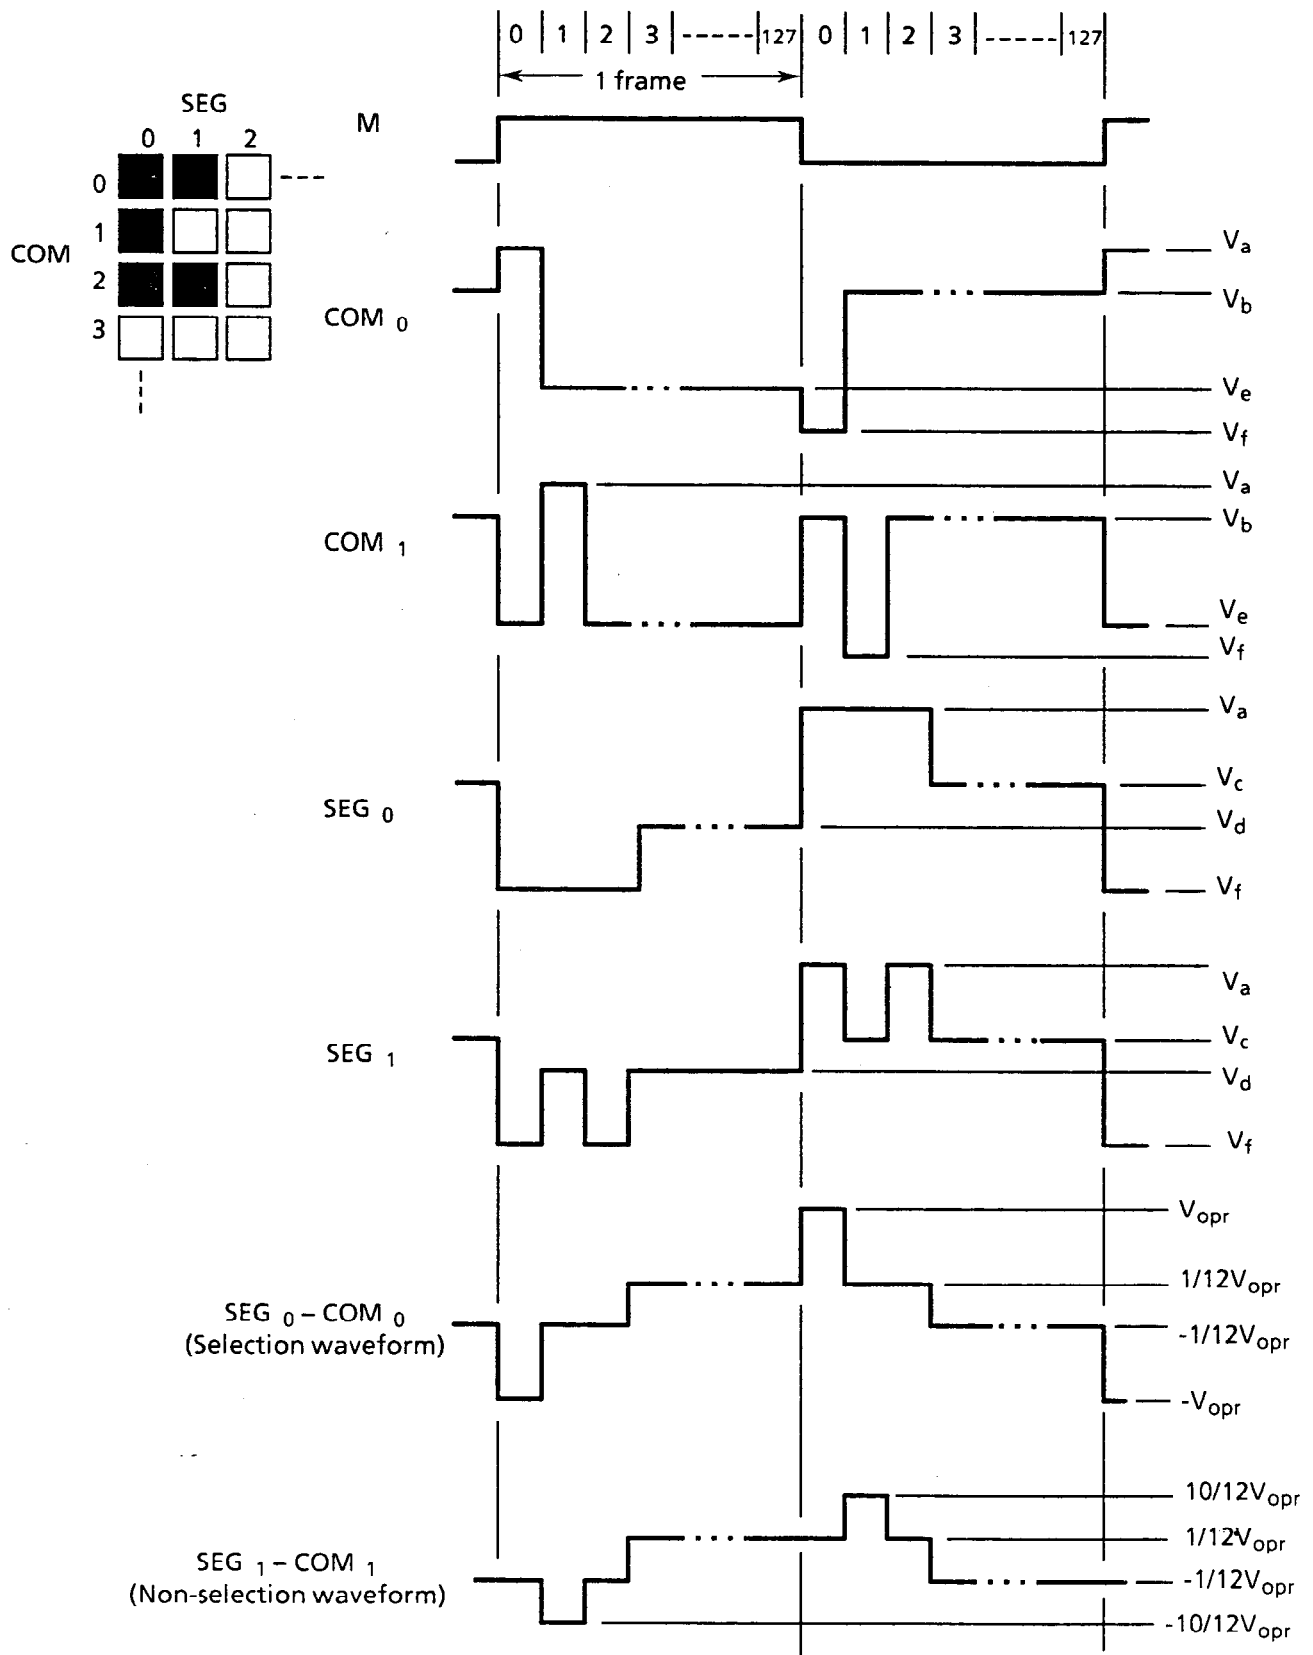 0 1 2 3 127 0 1 2 3 127
1 frame
SEG
0 1 2
M
0
1
COM
2
3
COM 0
Va
Vb
Ve
Vf
COM 1
Va
Vb
Ve
Vf
SEG 0
Va
Vc
Vd
Vf
SEG 1
Va
Vc
Vd
Vf
SEG 0 – COM 0
(Selection waveform)
Vopr
1/12Vopr
-1/12Vopr
-Vopr
SEG 1 – COM 1
(Non-selection waveform)
10/12Vopr
1/12Vopr
-1/12Vopr
-10/12Vopr